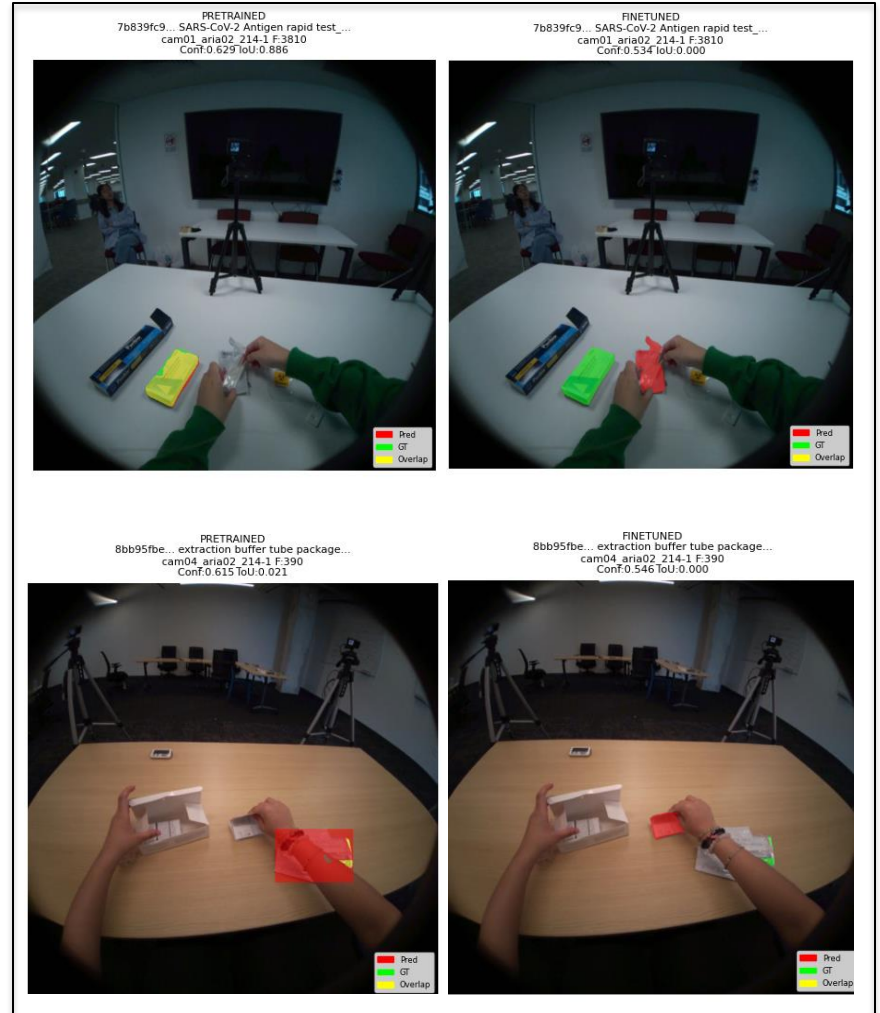 PRETRAINED
7b839fc9... SARS-CoV-2 Antigen rapid test_...
cam01_aria02_214-1 F:3810
Conf:0.629 IoU:0.886
FINETUNED
7b839fc9... SARS-CoV-2 Antigen rapid test_...
cam01_aria02_214-1 F:3810
Conf:0.534 IoU:0.000
Pred
GT
Overlap
Pred
GT
Overlap
PRETRAINED
8bb95fbe... extraction buffer tube package...
cam04_aria02_214-1 F:390
Conf:0.615 IoU:0.021
FINETUNED
8bb95fbe... extraction buffer tube package...
cam04_aria02_214-1 F:390
Conf:0.546 IoU:0.000
Pred
GT
Overlap
Pred
GT
Overlap